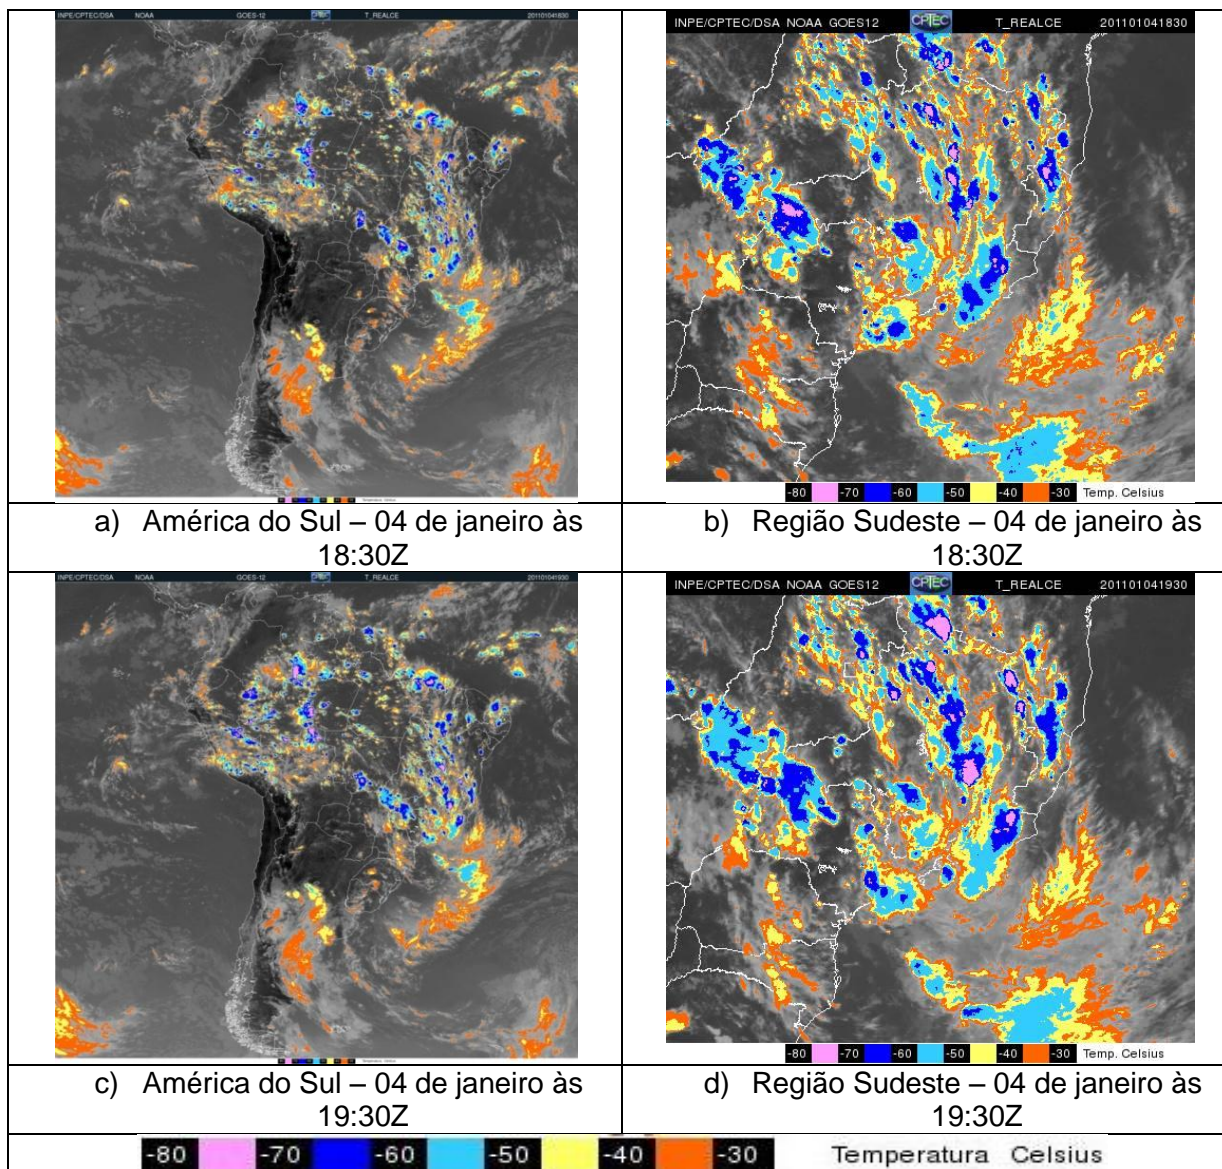 INPE/CPTEC/DSA NOAA GOES-12 CPTEC T_REALCE 201101041830
INPE/CPTEC/DSA NOAA GOES12 CPTEC T_REALCE 201101041830
-80 -70 -60 -50 -40 -30 Temp. Celsius
a) América do Sul – 04 de janeiro às
18:30Z
b) Região Sudeste – 04 de janeiro às
18:30Z
INPE/CPTEC/DSA NOAA GOES-12 CPTEC T_REALCE 201101041930
INPE/CPTEC/DSA NOAA GOES12 CPTEC T_REALCE 201101041930
-80 -70 -60 -50 -40 -30 Temp. Celsius
c) América do Sul – 04 de janeiro às
19:30Z
d) Região Sudeste – 04 de janeiro às
19:30Z
-80 -70 -60 -50 -40 -30 Temperatura Celsius